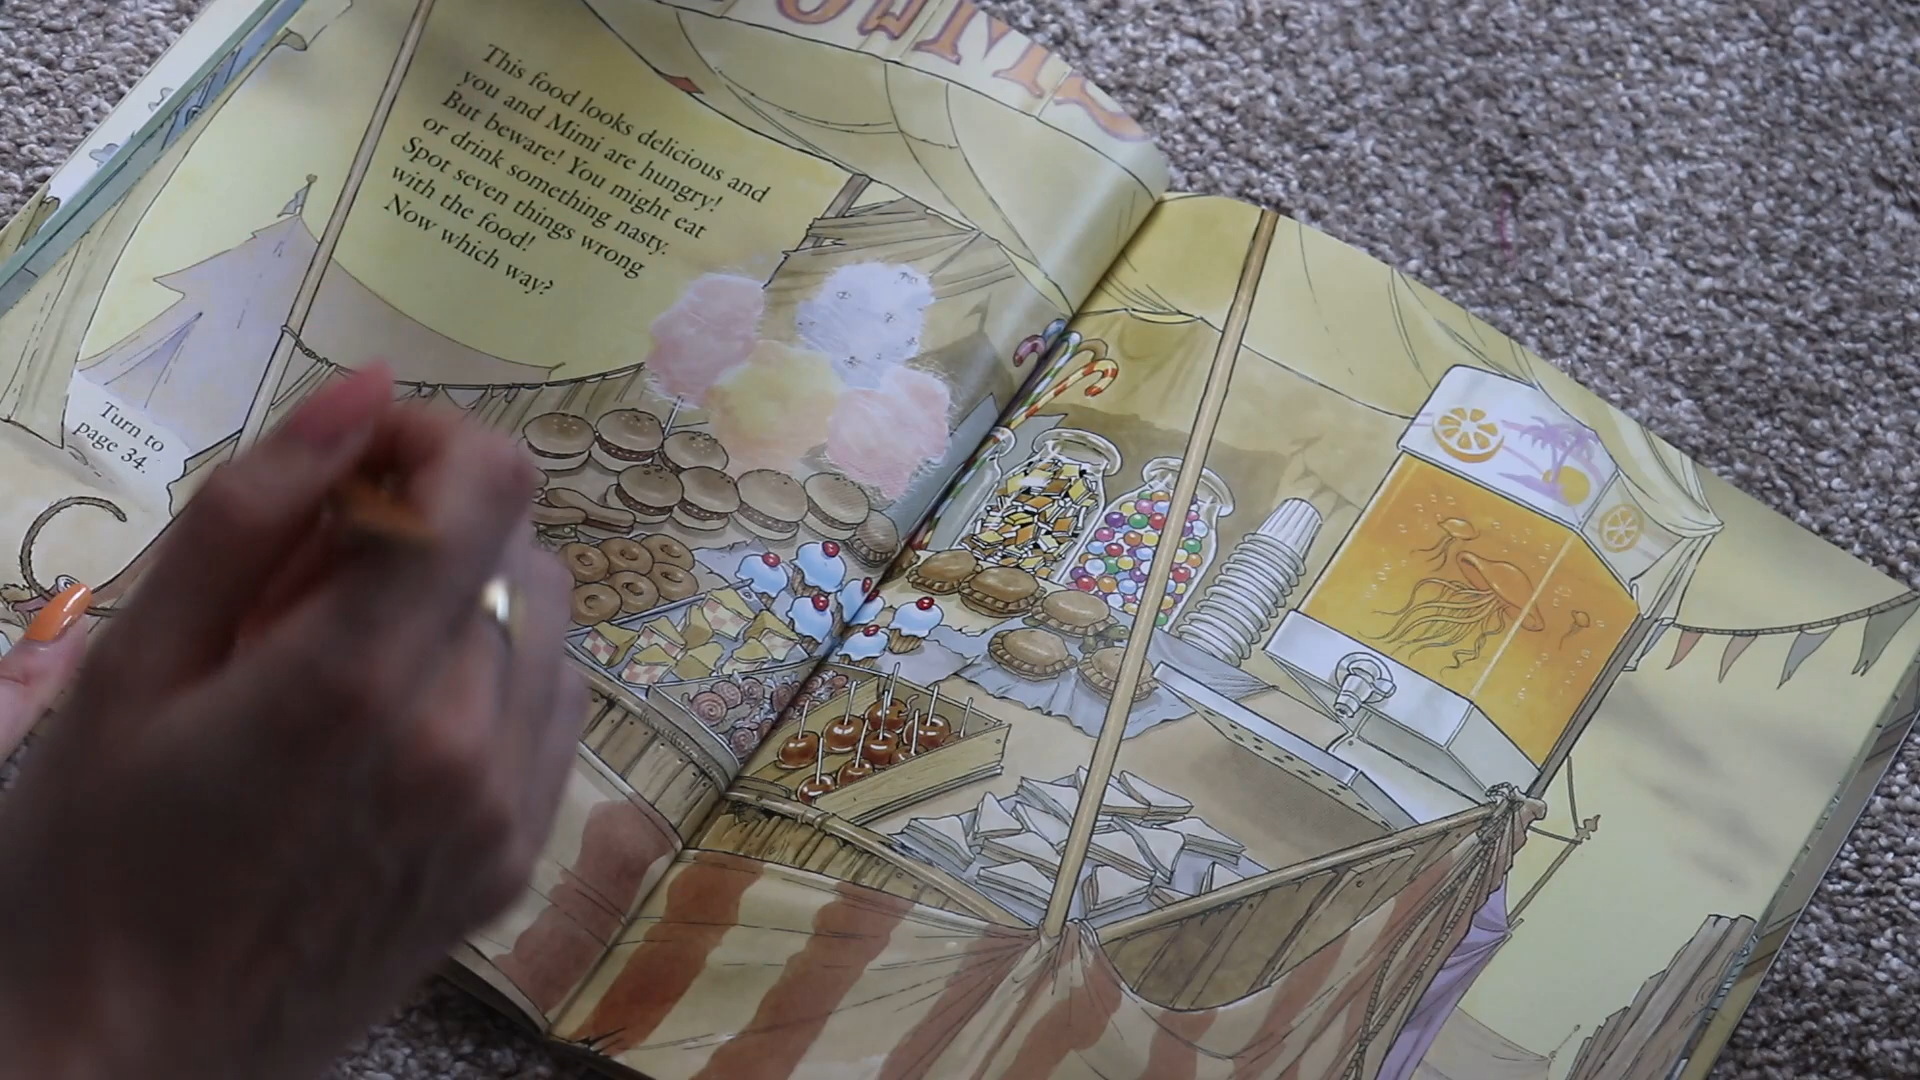 This food looks delicious and
you and Mimi are hungry!
But beware! You might eat
or drink something nasty.
Spot seven things wrong
with the food!
Now which way?
Turn to
page 34.